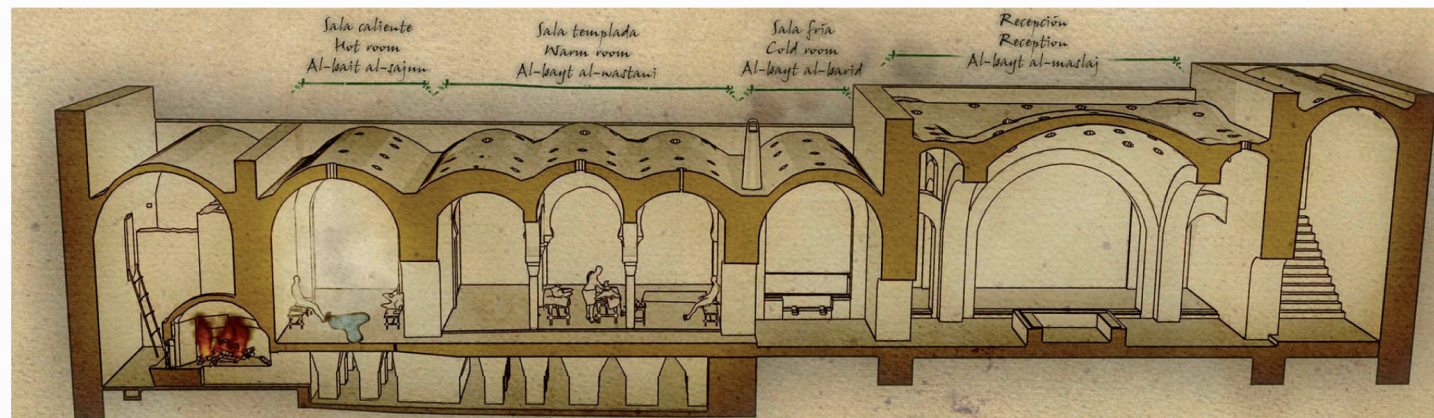 Sala caliente
Hot room
Al-bait al-sajun
Sala templada
Warm room
Al-bayt al-wastani
Sala fría
Cold room
Al-bayt al-barid
Recepción
Reception
Al-bayt al-maslaj